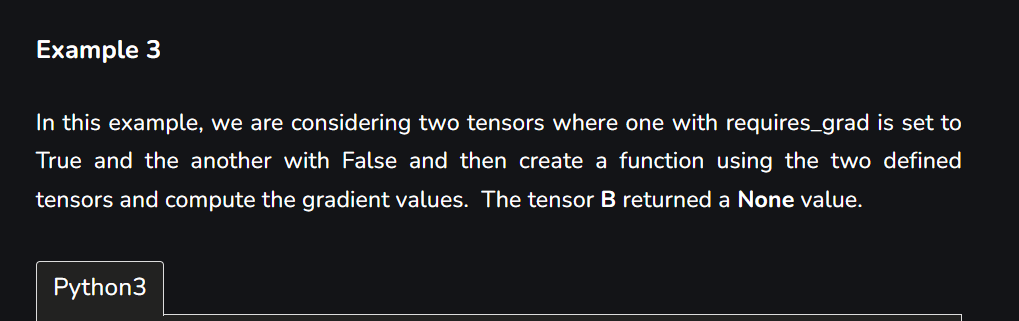 Example 3
In this example, we are considering two tensors where one with requires_grad is set to
True and the another with False and then create a function using the two defined
tensors and compute the gradient values.  The tensor B returned a None value.
Python3